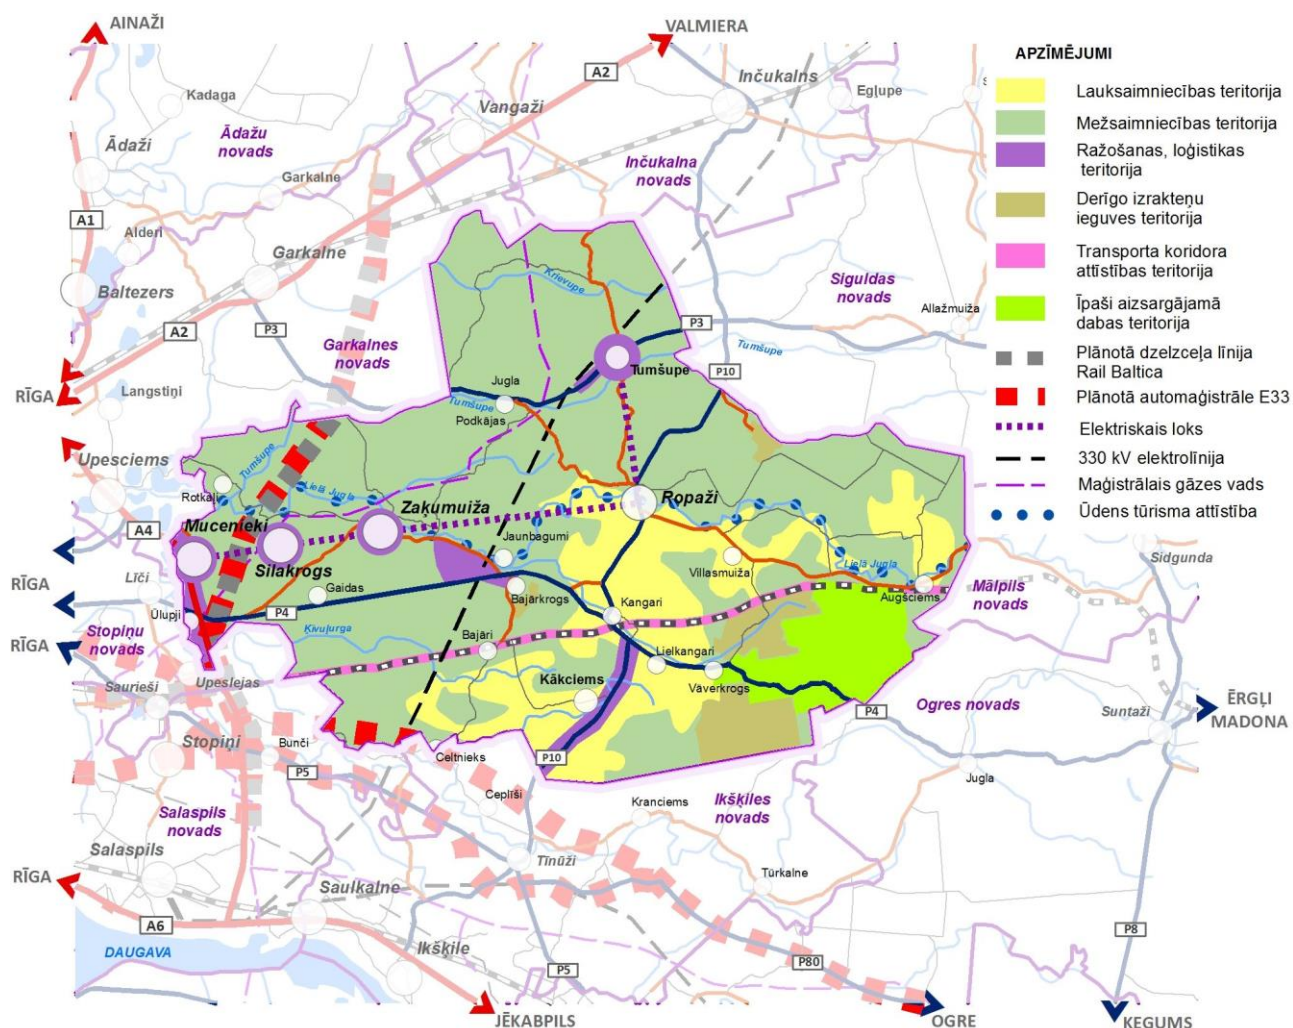 AINAŽI
VALMIERA
APZĪMĒJUMI
A2
Inčukalns
Kadaga
Vangaži
Egļupe
Lauksaimniecības teritorija
Mežsaimniecības teritorija
Ādažu
novads
Ādaži
Inčukalna
novads
Ražošanas, loģistikas
teritorija
Garkalne
A1
Alderi
Garkalne
Derīgo izrakteņu
ieguves teritorija
Transporta koridora
attīstības teritorija
Baltezers
Krievupe
Siguldas
novads
Allažmuiža
Īpaši aizsargājamā
dabas teritorija
A2
P3
P3
Garkalnes
novads
Tumšupe
Tumšupe
Plānotā dzelzceļa līnija
Rail Baltica
RĪGA
Langstiņi
Jugla
P10
Plānotā automaģistrāle E33
Tumšupe
Podkājas
Elektriskais loks
330 kV elektrolīnija
Upesciems
Tumšupe
Rotkaļi
Lielā Jugla
Maģistrālais gāzes vads
Ūdens tūrisma attīstība
Zaķumuiža
Ropaži
A4
Mucenieki
Jaunbagumi
Sidgunda
RĪGA
Līči
Silakrogs
Villasmuiža
Lielā Jugla
Gaidas
Bajārkrogs
Augšciems
Mālpils
novads
P4
Ūlupji
Kangari
Stopiņu
novads
RĪGA
Ķivuļurga
Bajāri
Lielkangari
Saurieši
Upeslejas
Kākciems
Vāverkrogs
Ogres novads
ĒRGĻI
MADONA
P4
Suntaži
Stopiņi
Bunči
Celtnieks
P10
P5
Jugla
Salaspils
novads
Ceplīši
Kranciems
Ikšķiles
novads
Salaspils
Tīnūži
RĪGA
Tūrkalne
Saulkalne
A6
P8
DAUGAVA
Ikšķile
P5
P80
JĒKABPILS
OGRE
ĶEGUMS